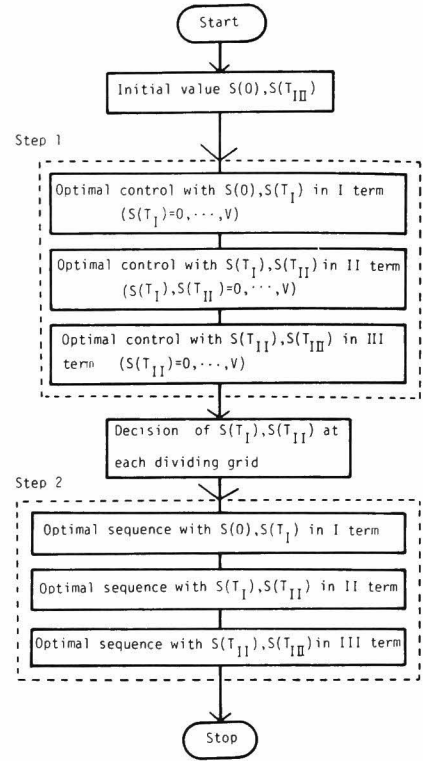 Start
Initial value S(0),S(T_III)
Step 1
Optimal control with S(0),S(T_I) in I term
(S(T_I)=0,···,V)
Optimal control with S(T_I),S(T_II) in II term
(S(T_I),S(T_II)=0,···,V)
Optimal control with S(T_II),S(T_III) in III
term (S(T_II)=0,···,V)
Decision of S(T_I),S(T_II) at
each dividing grid
Step 2
Optimal sequence with S(0),S(T_I) in I term
Optimal sequence with S(T_I),S(T_II) in II term
Optimal sequence with S(T_II),S(T_III)in III term
Stop